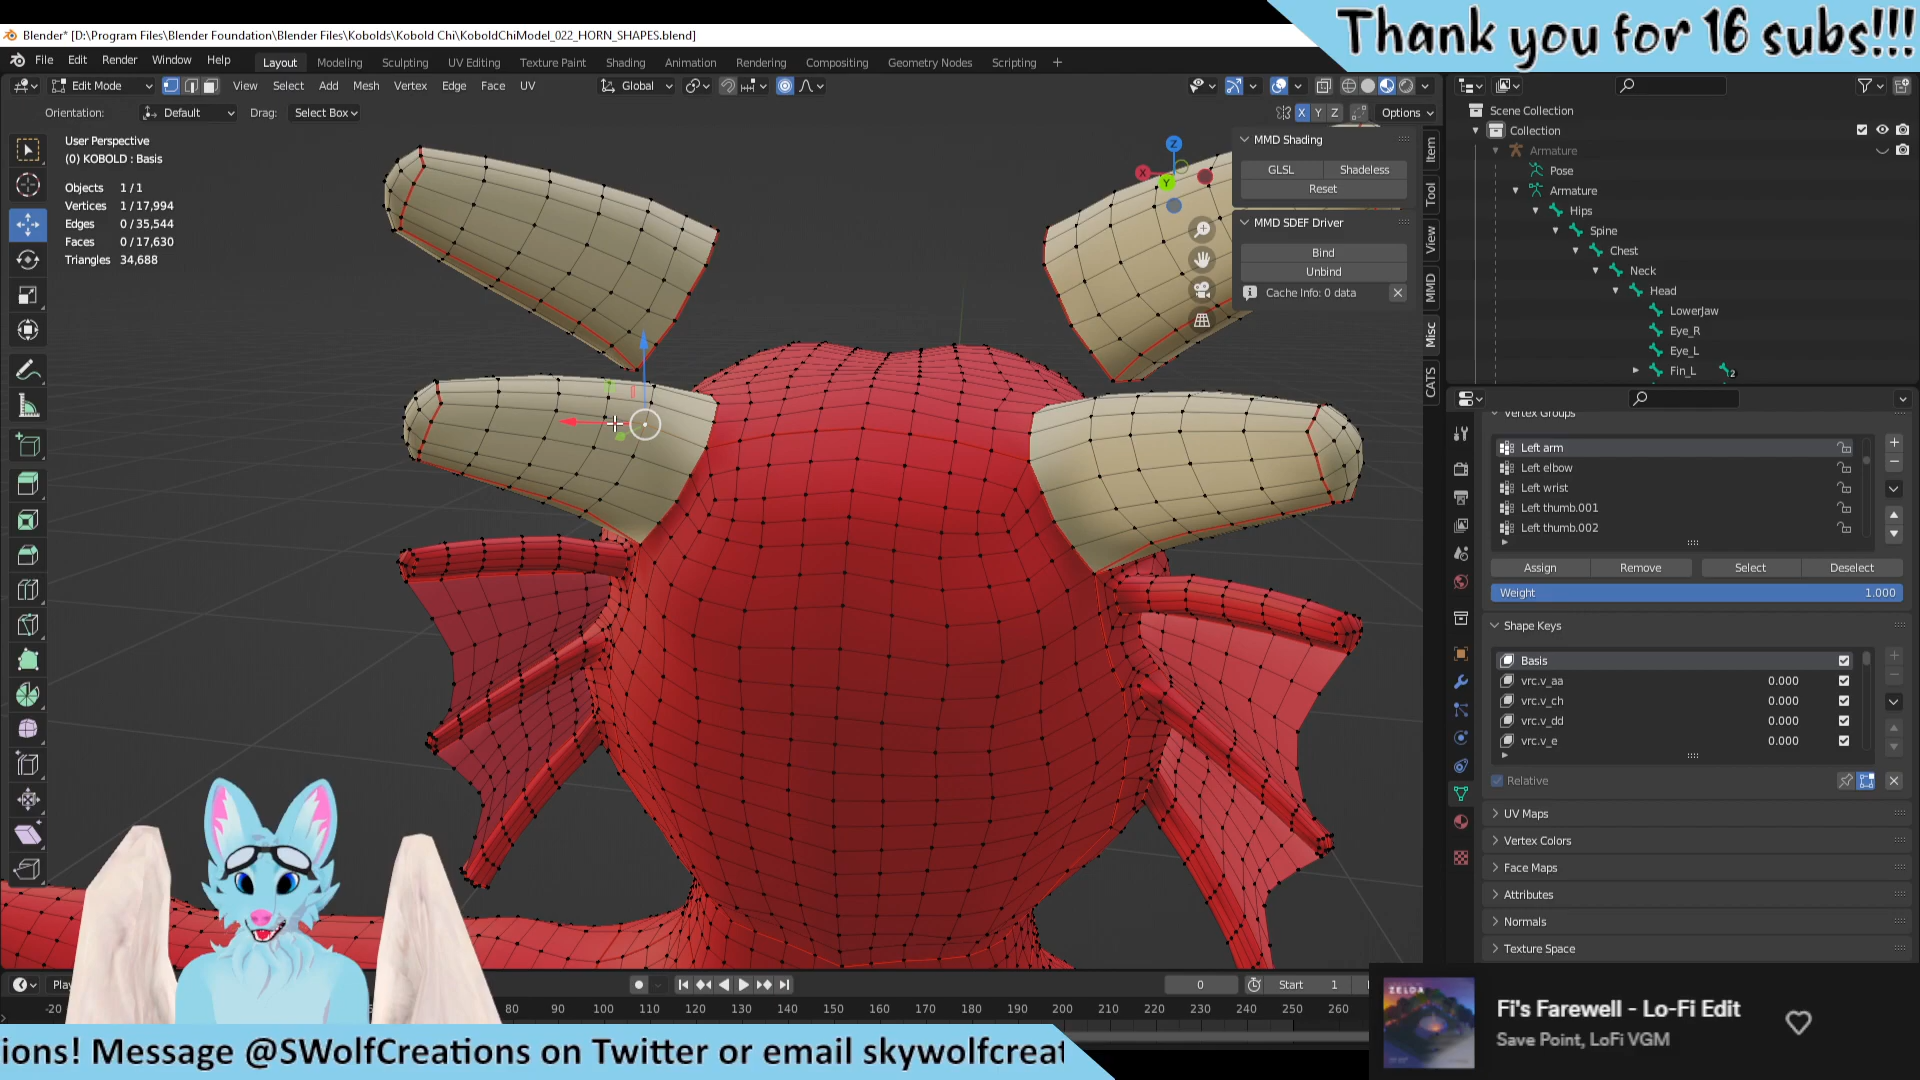 Thank you for 16 subs!!!
Blender* [D:\Program Files\Blender Foundation\Blender Files\Kobolds\Kobold Chi\KoboldChiModel_022_HORN_SHAPES.blend]
File Edit Render Window Help
Layout Modeling Sculpting UV Editing Texture Paint Shading Animation Rendering Compositing Geometry Nodes Scripting +
Edit Mode View Select Add Mesh Vertex Edge Face UV Global
Orientation: Default Drag: Select Box X Y Z Options
User Perspective
(0) KOBOLD : Basis
Objects 1/1
Vertices 1/17,994
Edges 0/35,544
Faces 0/17,630
Triangles 34,688
Z
X
Y
MMD Shading
GLSL Shadeless
Reset
MMD SDEF Driver
Bind
Unbind
Cache Info: 0 data
Item
Tool
View
MMD
Misc
CATS
Scene Collection
Collection
Armature
Pose
Armature
Hips
Spine
Chest
Neck
Head
LowerJaw
Eye_R
Eye_L
Fin_L 2
Vertex Groups
Left arm
Left elbow
Left wrist
Left thumb.001
Left thumb.002
Assign Remove Select Deselect
Weight 1.000
Shape Keys
Basis
vrc.v_aa 0.000
vrc.v_ch 0.000
vrc.v_dd 0.000
vrc.v_e 0.000
Relative
UV Maps
Vertex Colors
Face Maps
Attributes
Normals
Texture Space
Play 0 Start 1
-20 80 90 100 110 120 130 140 150 160 170 180 190 200 210 220 230 240 250 260
ions! Message @SWolfCreations on Twitter or email skywolfcreat
ZELDA
Fi's Farewell - Lo-Fi Edit
Save Point, LoFi VGM